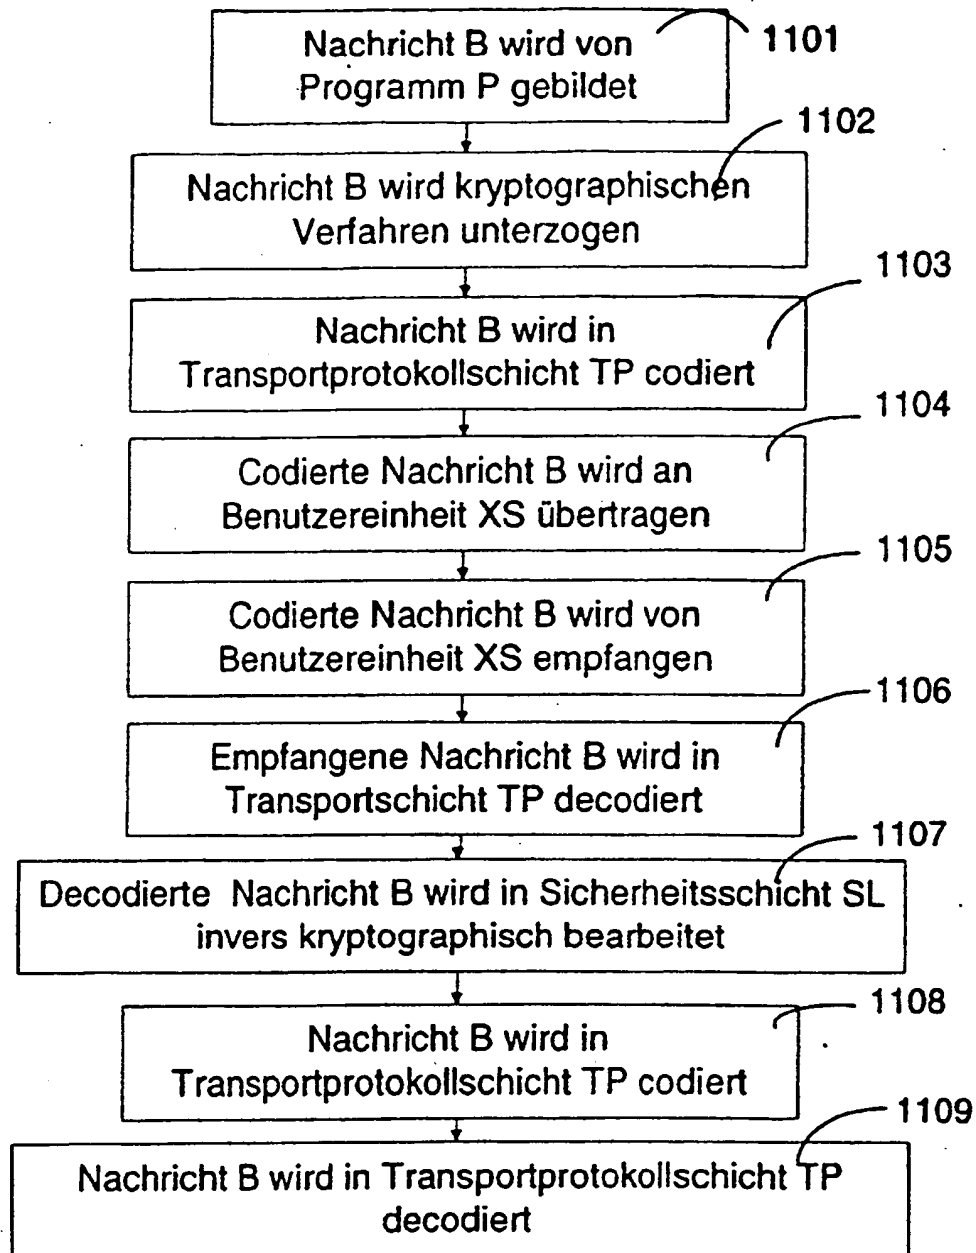 Nachricht B wird von
Programm P gebildet
1101
1102
Nachricht B wird kryptographischen
Verfahren unterzogen
1103
Nachricht B wird in
Transportprotokollschicht TP codiert
1104
Codierte Nachricht B wird an
Benutzereinheit XS übertragen
1105
Codierte Nachricht B wird von
Benutzereinheit XS empfangen
1106
Empfangene Nachricht B wird in
Transportschicht TP decodiert
1107
Decodierte Nachricht B wird in Sicherheitsschicht SL
invers kryptographisch bearbeitet
1108
Nachricht B wird in
Transportprotokollschicht TP codiert
1109
Nachricht B wird in Transportprotokollschicht TP
decodiert